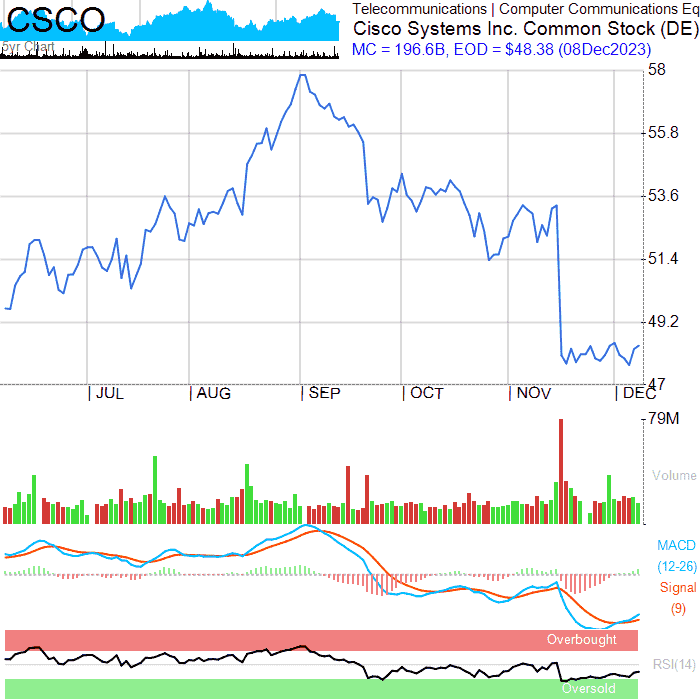 CSCO
5yr Chart
Telecommunications | Computer Communications Eq
Cisco Systems Inc. Common Stock (DE)
MC = 196.6B, EOD = $48.38 (08Dec2023)
58
55.8
53.6
51.4
49.2
47
JUL AUG SEP OCT NOV DEC
79M
Volume
MACD
(12-26)
Signal
(9)
Overbought
RSI(14)
Oversold